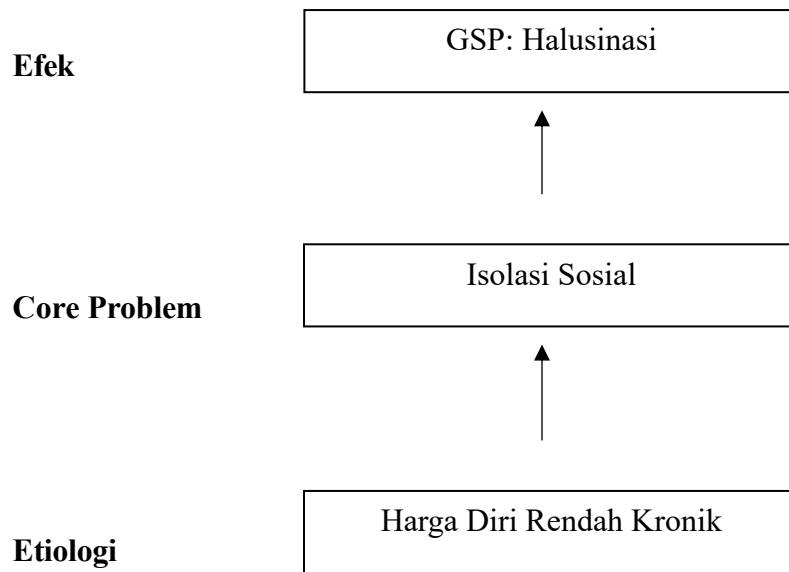 GSP: Halusinasi
Efek
Isolasi Sosial
Core Problem
Harga Diri Rendah Kronik
Etiologi